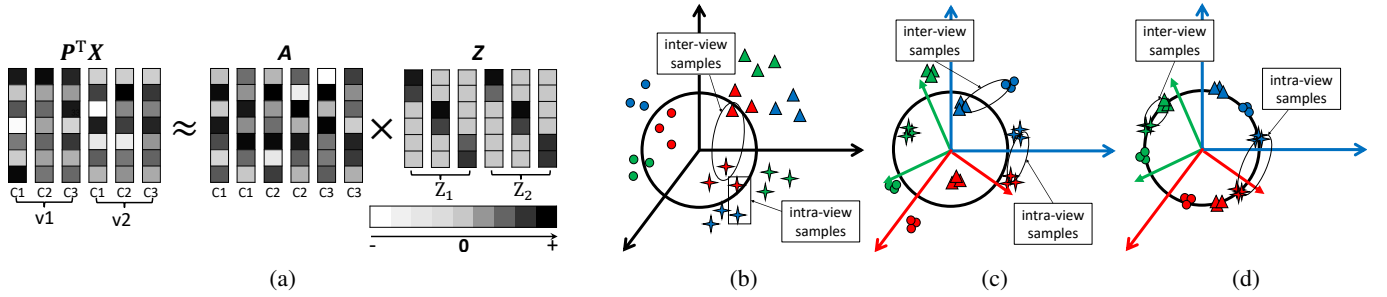 PᵀX
≈
A
×
Z
C1 C2 C3 C1 C2 C3
v1 v2
C1 C1 C2 C2 C3 C3
Z₁ Z₂
- 0 +
(a)
inter-view
samples
intra-view
samples
(b)
inter-view
samples
intra-view
samples
(c)
inter-view
samples
intra-view
samples
(d)